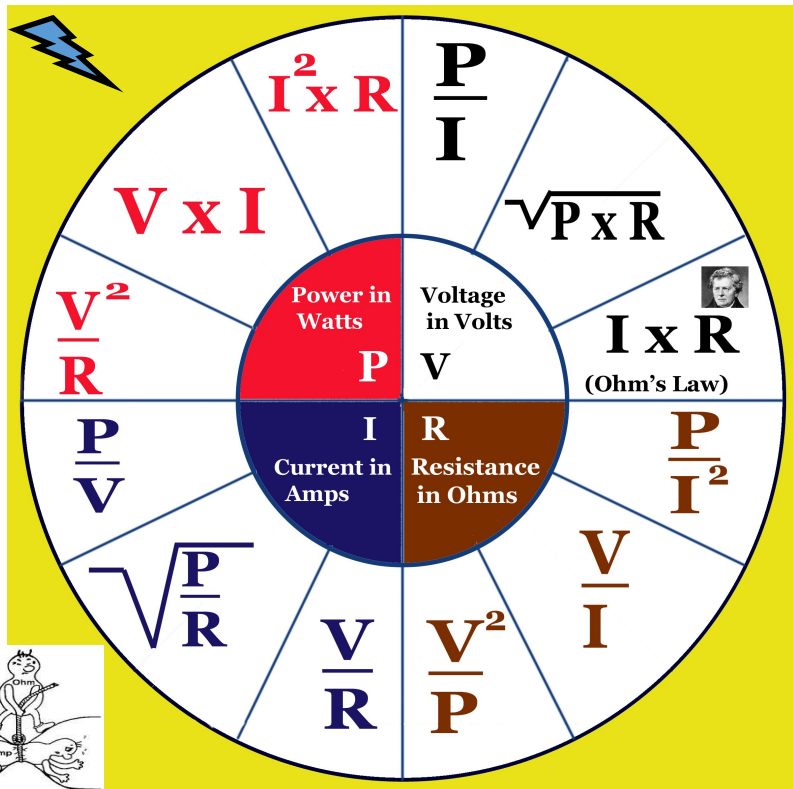 I² x R
P
I
V x I
√P x R
V²
R
Power in
Watts
P
Voltage
in Volts
V
I x R
(Ohm's Law)
P
V
I
Current in
Amps
R
Resistance
in Ohms
P
I²
√P
R
V
I
V
R
V²
P
Ohm
mp